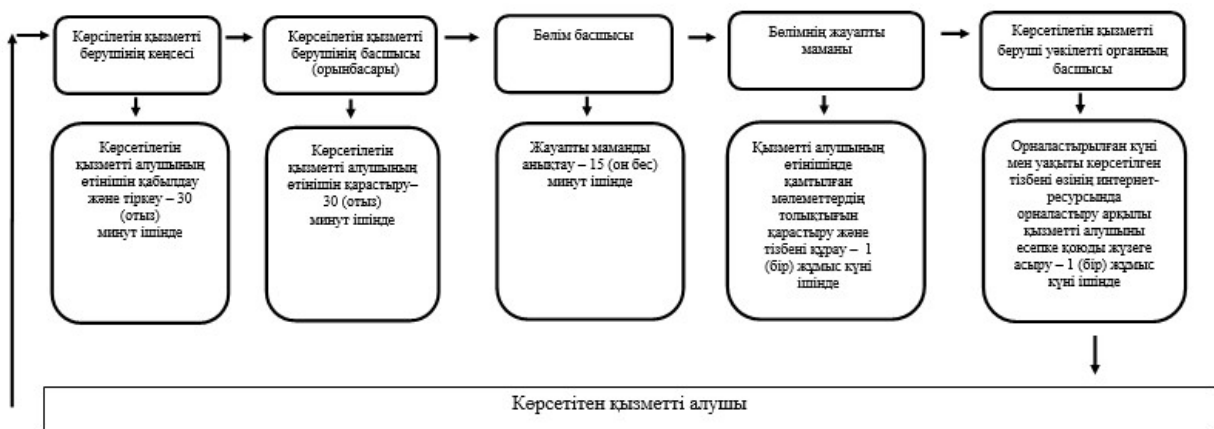 Көрсілетін қызметті
берушінің кеңсесі
Көрсеілетін қызметті
берушінің басшысы
(орынбасары)
Бөлім басшысы
Бөлімнің жауапты
маманы
Көрсетілетін қызметті
беруші уәкілетті органның
басшысы
Көрсетілетін
қызметті алушының
өтінішін қабылдау
және тіркеу – 30
(отыз)
минут ішінде
Көрсетілетін
қызметті алушының
өтінішін қарастыру–
30 (отыз)
минут ішінде
Жауапты маманды
анықтау – 15 (он бес)
минут ішінде
Қызметті алушының
өтінішінде
қамтылған
мәлеметтердің
толықтығын
қарастыру және
тізбені құрау – 1
(бір) жұмыс күні
ішінде
Орналастырылған күні
мен уақыты көрсетілген
тізбені өзінің интернет-
ресурсында
орналастыру арқылы
қызметті алушыны
есепке қоюды жүзеге
асыру – 1 (бір) жұмыс
күні ішінде
Көрсетітен қызметті алушы